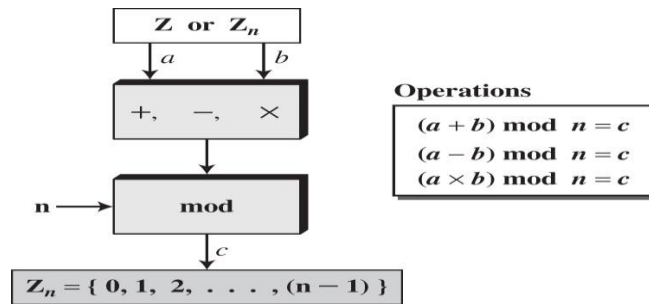 Z or Zn
a b
+, −, ×
n
mod
c
Zn = { 0, 1, 2, . . . , (n − 1) }
Operations
(a + b) mod n = c
(a − b) mod n = c
(a × b) mod n = c